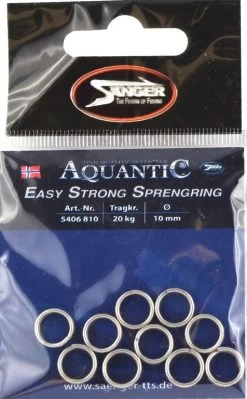 SÄNGER
THE FUTURE OF FISHING
AQUANTIC
EASY STRONG SPRENGRING
Art.-Nr. Tragkr. Ø
5406 810 20 kg 10 mm
www.saenger-tts.de